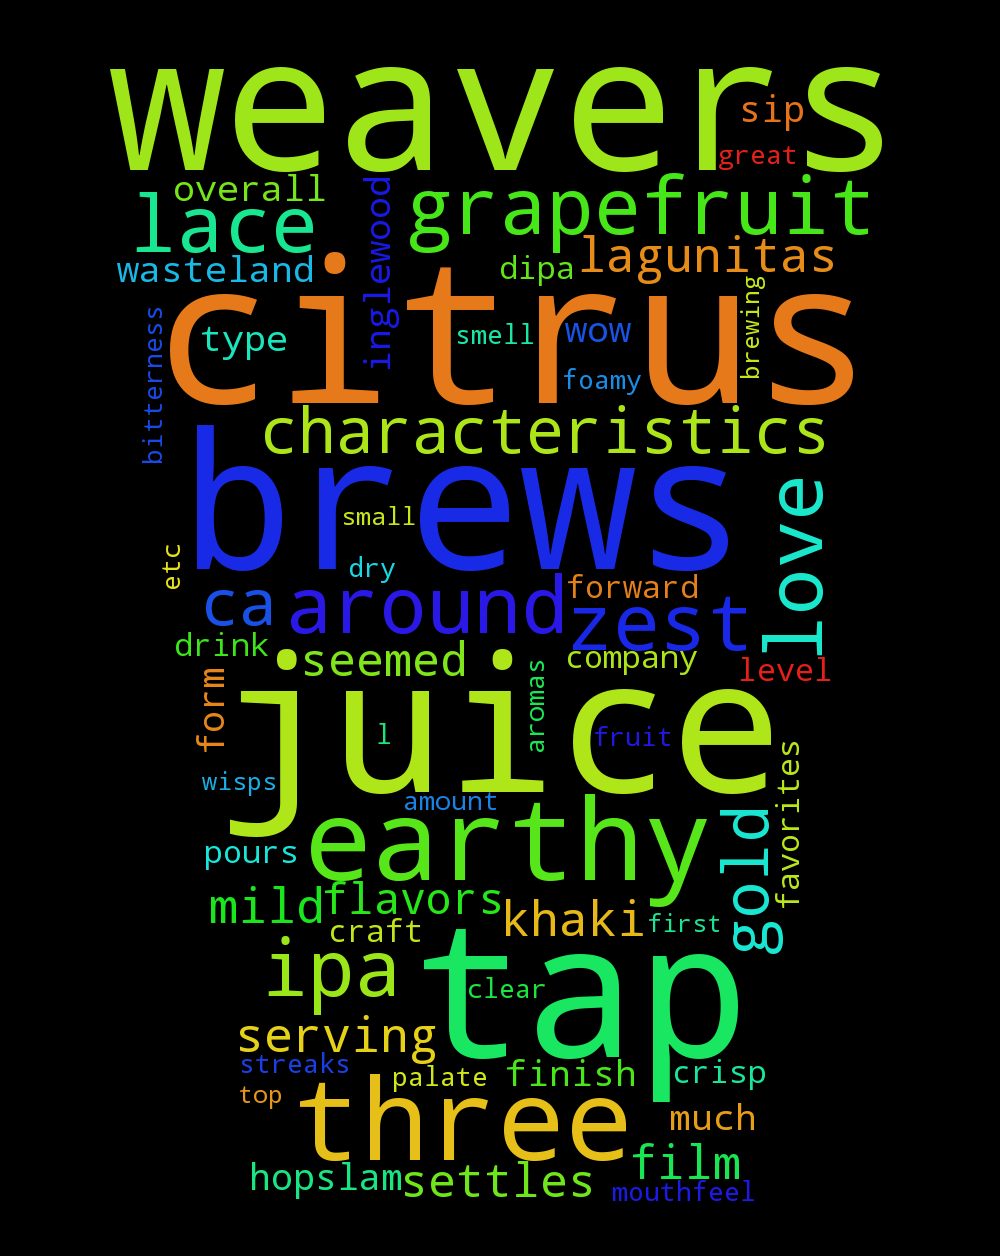 weavers
sip
great
overall
inglewood
grapefruit
lace
lagunitas
wasteland
dipa
citrus
brewing
bitterness
type
smell
wow
foamy
characteristics
brews
love
small
etc
dry
ca
around
forward
zest
drink
seemed
company
level
form
aromas
juice
l
fruit
wisps
favorites
amount
earthy
gold
pours
mild
flavors
khaki
first
craft
tap
ipa
clear
serving
streaks
palate
finish
crisp
top
three
much
film
hopslam
settles
mouthfeel